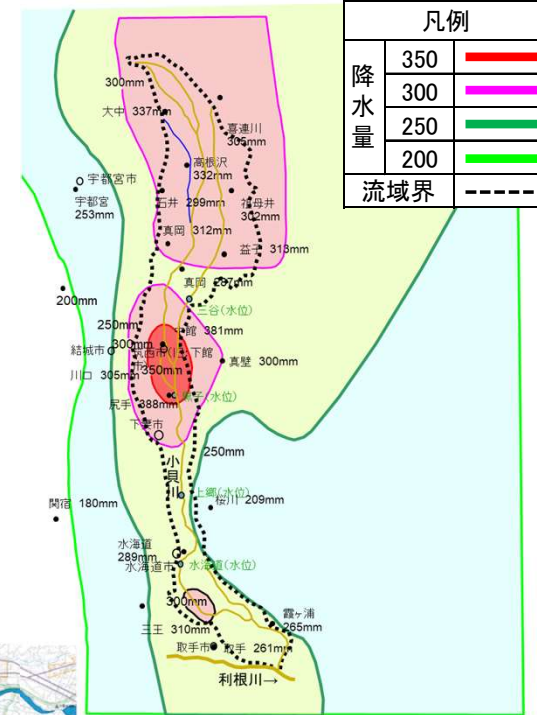 凡例
降水量
350
300
250
200
流域界
300mm
大中 337mm
喜連川
305mm
高根沢
332mm
宇都宮市
宇都宮
253mm
石井 299mm
祖母井
302mm
真岡 312mm
益子 313mm
真岡 287mm
200mm
三谷(水位)
250mm
300mm
下館 381mm
結城市
下館
350mm
真壁 300mm
川口 305mm
尻手 388mm
黒子(水位)
下妻市
250mm
小貝川
上郷(水位)
桜川 209mm
関宿 180mm
水海道
289mm
水海道市
水海道(水位)
300mm
三王 310mm
霞ヶ浦
265mm
取手市
取手 261mm
利根川→